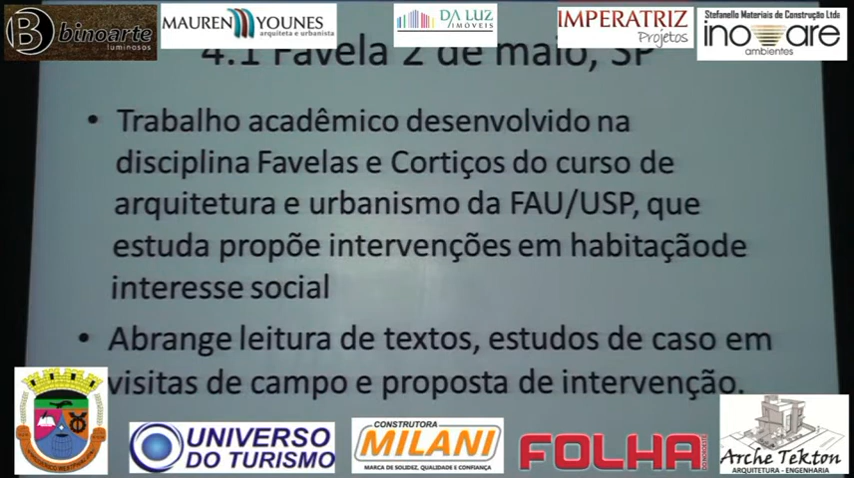 binoarte
luminosos
MAUREN YOUNES
arquiteta e urbanista
DA LUZ
IMÓVEIS
IMPERATRIZ
Projetos
Stefanello Materiais de Construção Ltda
inovare
ambientes
4.1 Favela 2 de maio, SP
• Trabalho acadêmico desenvolvido na
disciplina Favelas e Cortiços do curso de
arquitetura e urbanismo da FAU/USP, que
estuda propõe intervenções em habitaçãode
interesse social
• Abrange leitura de textos, estudos de caso em
visitas de campo e proposta de intervenção.
UNIVERSO
DO TURISMO
CONSTRUTORA
MILANI
MARCA DE SOLIDEZ, QUALIDADE E CONFIANÇA
FOLHA
Arche Tekton
ARQUITETURA - ENGENHARIA